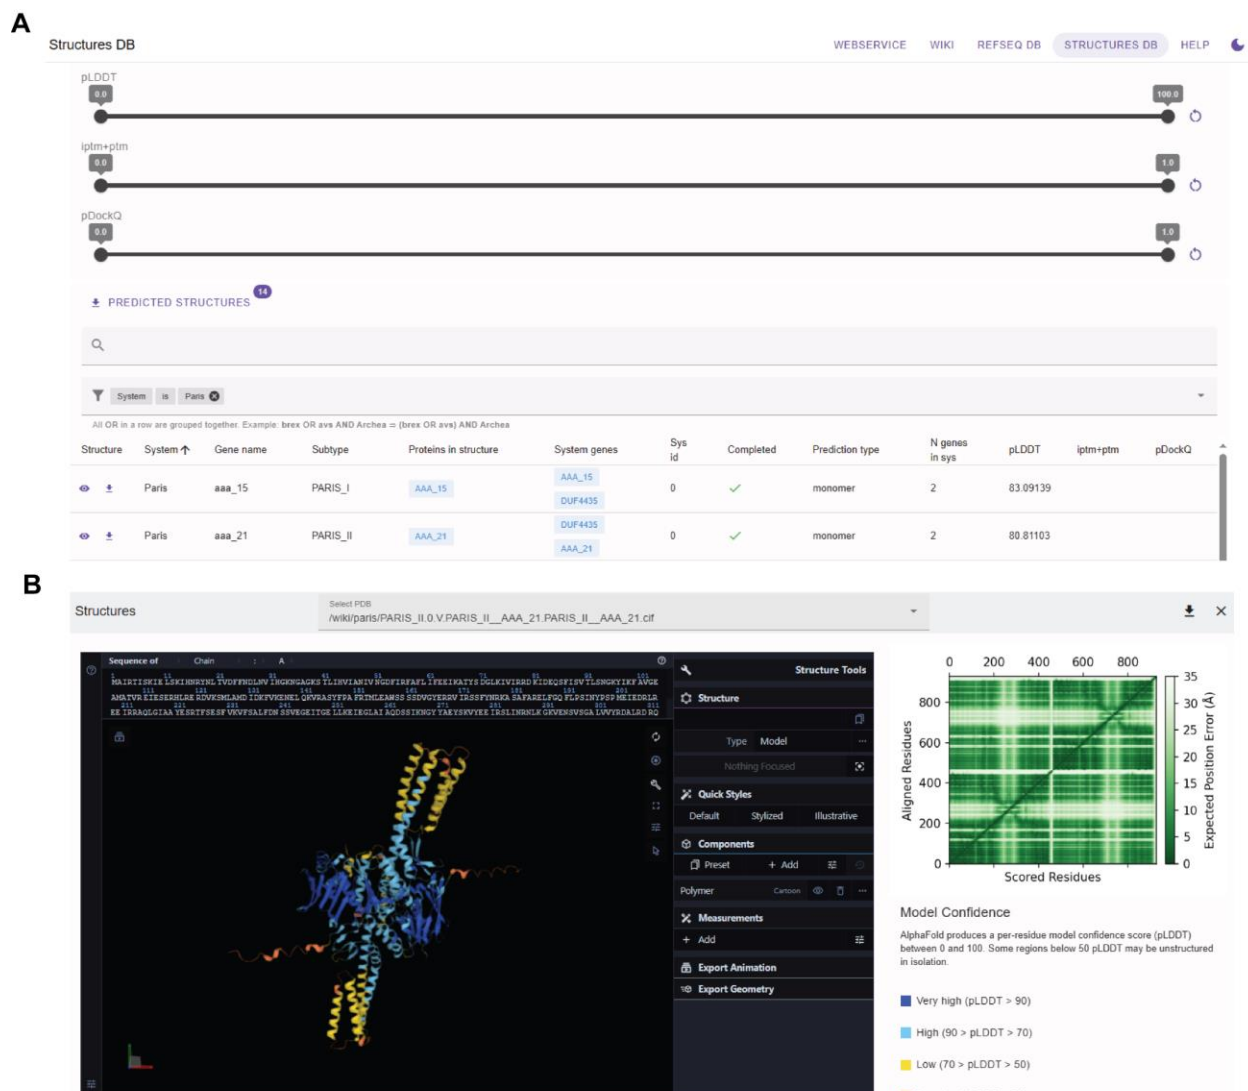 A
Structures DB WEBSERVICE WIKI REFSEQ DB STRUCTURES DB HELP
pLDDT
0.0 100.0
iptm+ptm
0.0 1.0
pDockQ
0.0 1.0
PREDICTED STRUCTURES 14
System is Paris
All OR in a row are grouped together. Example: brex OR avs AND Archea = (brex OR avs) AND Archea
Structure System Gene name Subtype Proteins in structure System genes Sys id Completed Prediction type N genes in sys pLDDT iptm+ptm pDockQ
Paris aaa_15 PARIS_I AAA_15 AAA_15 DUF4435 0 monomer 2 83.09139
Paris aaa_21 PARIS_II AAA_21 DUF4435 AAA_21 0 monomer 2 80.81103
B
Structures
Select PDB
/wiki/paris/PARIS_II.0.V.PARIS_II__AAA_21.PARIS_II__AAA_21.cif
Sequence of Chain : A
Structure Tools
Structure
Type Model
Nothing Focused
Quick Styles
Default Stylized Illustrative
Components
Preset + Add
Polymer Cartoon
Measurements
+ Add
Export Animation
Export Geometry
0 200 400 600 800
800
600
400
200
0
Aligned Residues
Scored Residues
35
30
25
20
15
10
5
0
Expected Position Error (Å)
Model Confidence
AlphaFold produces a per-residue model confidence score (pLDDT)
between 0 and 100. Some regions below 50 pLDDT may be unstructured
in isolation.
Very high (pLDDT > 90)
High (90 > pLDDT > 70)
Low (70 > pLDDT > 50)